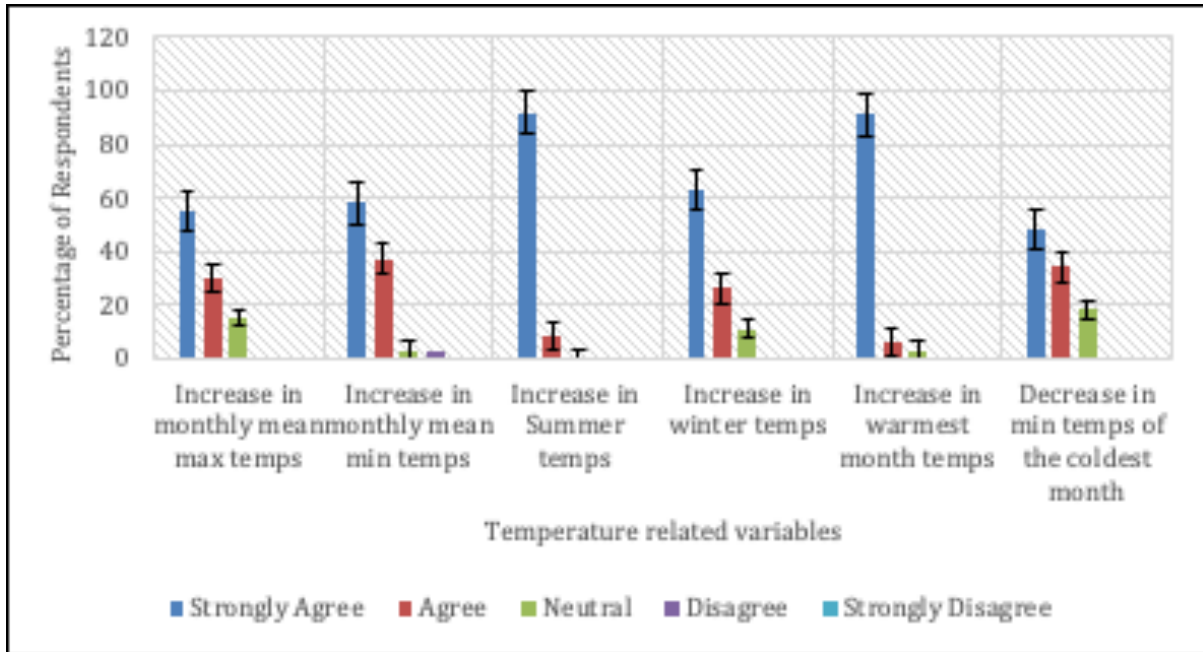 Percentage of Respondents
120
100
80
60
40
20
0
Increase in monthly mean max temps
Increase in monthly mean min temps
Increase in Summer temps
Increase in winter temps
Increase in warmest month temps
Decrease in min temps of the coldest month
Temperature related variables
Strongly Agree Agree Neutral Disagree Strongly Disagree